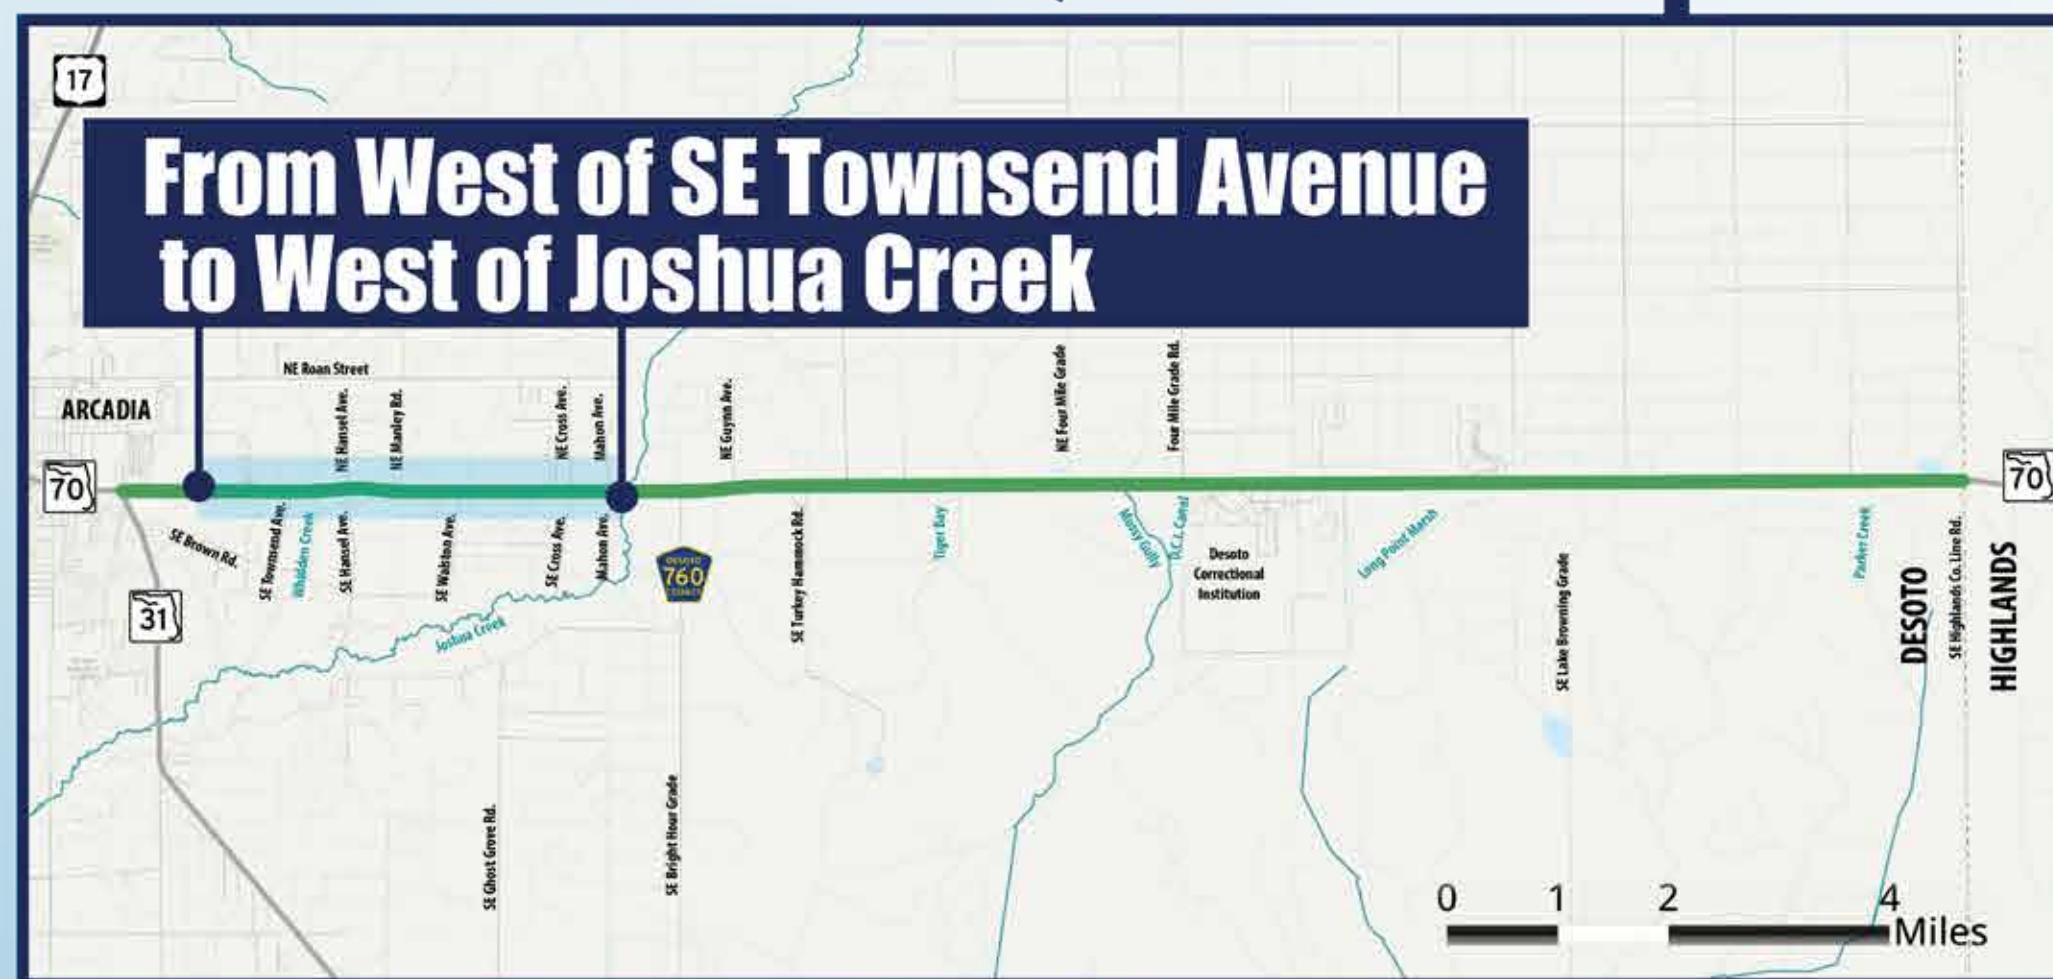 17
From West of SE Townsend Avenue
to West of Joshua Creek
NE Roan Street
ARCADIA
NE Hansel Ave.
NE Manley Rd.
NE Cross Ave.
Mahon Ave.
NE Guynn Ave.
NE Four Mile Grade
Four Mile Grade Rd.
70
70
SE Brown Rd.
SE Townsend Ave.
Whidden Creek
SE Hansel Ave.
SE Walston Ave.
SE Cross Ave.
Mahon Ave.
DESOTO
760
COUNTY
SE Turkey Hammock Rd.
Tiger Bay
Mossy Gully
D.C.I. Canal
Desoto
Correctional
Institution
Long Point Marsh
SE Lake Browning Grade
Parker Creek
DESOTO
SE Highlands Co. Line Rd.
HIGHLANDS
31
Joshua Creek
SE Ghost Grove Rd.
SE Bright Hour Grade
0 1 2 4
Miles